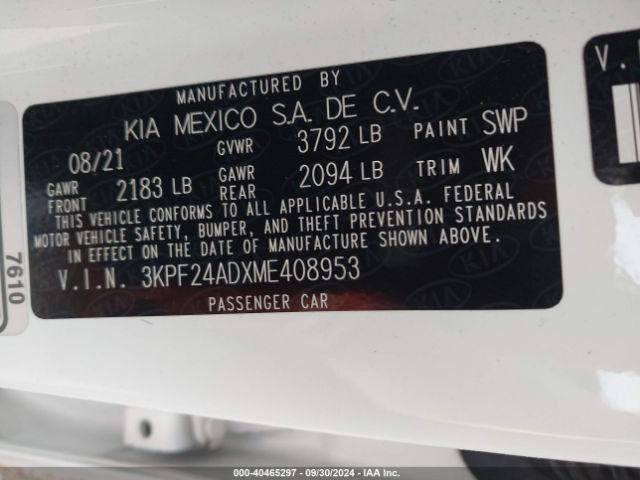 MANUFACTURED BY
KIA MEXICO S.A. DE C.V.
08/21 GVWR 3792 LB PAINT SWP
GAWR FRONT 2183 LB GAWR REAR 2094 LB TRIM WK
THIS VEHICLE CONFORMS TO ALL APPLICABLE U.S.A. FEDERAL
MOTOR VEHICLE SAFETY, BUMPER, AND THEFT PREVENTION STANDARDS
IN EFFECT ON THE DATE OF MANUFACTURE SHOWN ABOVE.
V.I.N. 3KPF24ADXME408953
PASSENGER CAR
7610
V.
000-40465297 - 09/30/2024 - IAA Inc.